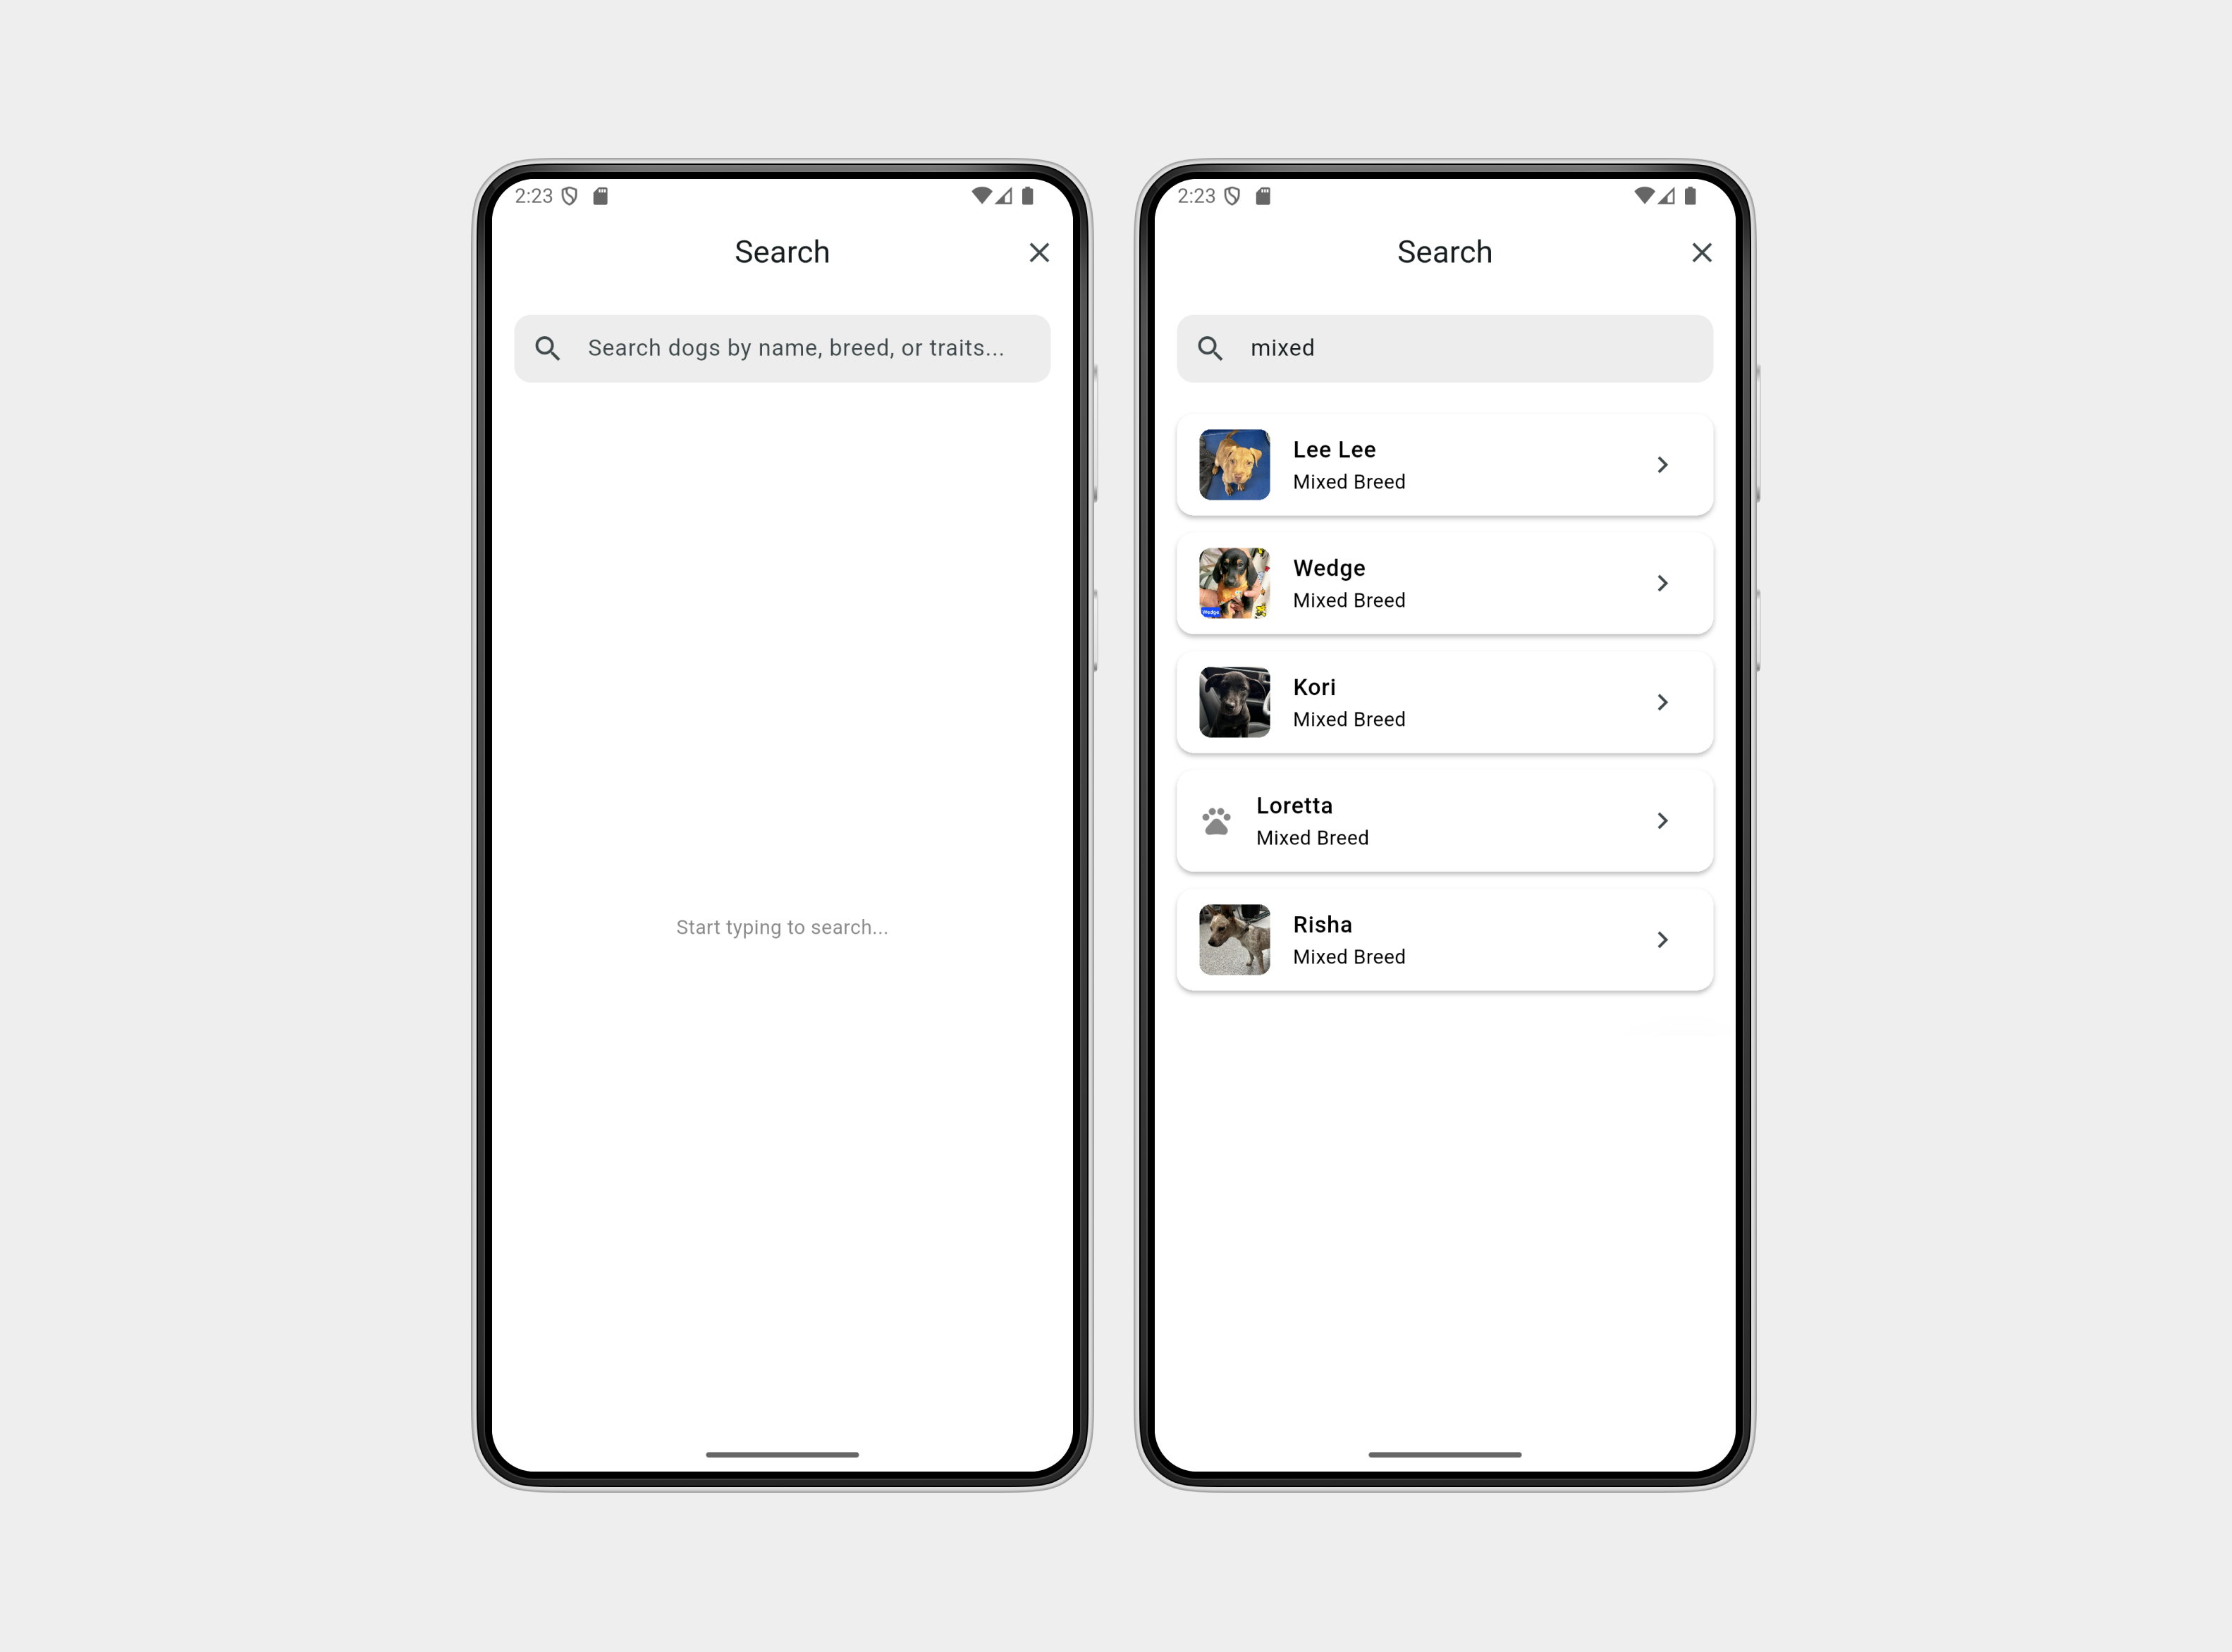 2:23
Search
Search dogs by name, breed, or traits...
Start typing to search...
2:23
Search
mixed
Lee Lee
Mixed Breed
Wedge
Mixed Breed
Wedge
Kori
Mixed Breed
Loretta
Mixed Breed
Risha
Mixed Breed